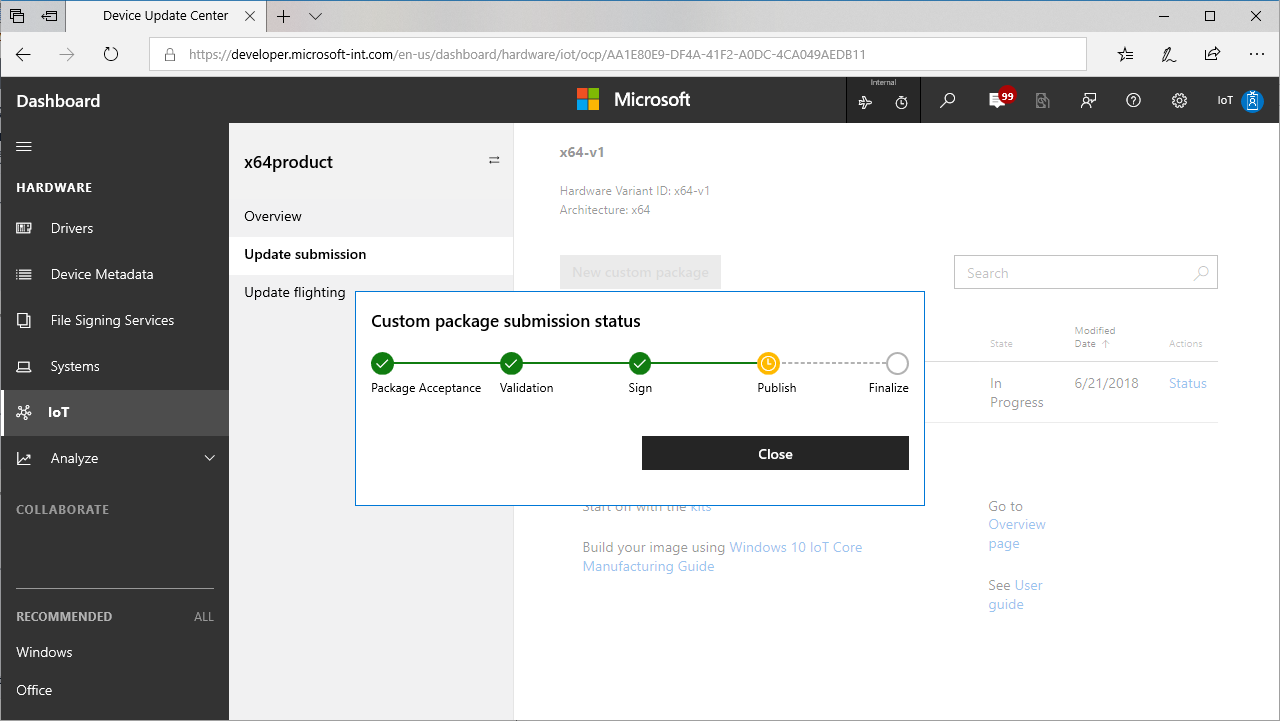 Device Update Center
https://developer.microsoft-int.com/en-us/dashboard/hardware/iot/ocp/AA1E80E9-DF4A-41F2-A0DC-4CA049AEDB11
Dashboard
Microsoft
Internal
99
IoT
HARDWARE
Drivers
Device Metadata
File Signing Services
Systems
IoT
Analyze
COLLABORATE
RECOMMENDED ALL
Windows
Office
x64product
Overview
Update submission
Update flighting
x64-v1
Hardware Variant ID: x64-v1
Architecture: x64
New custom package
Search
State
Modified
Date
Actions
In
Progress
6/21/2018
Status
Custom package submission status
Package Acceptance
Validation
Sign
Publish
Finalize
Close
Start off with the kits
Build your image using Windows 10 IoT Core
Manufacturing Guide
Go to
Overview
page
See User
guide